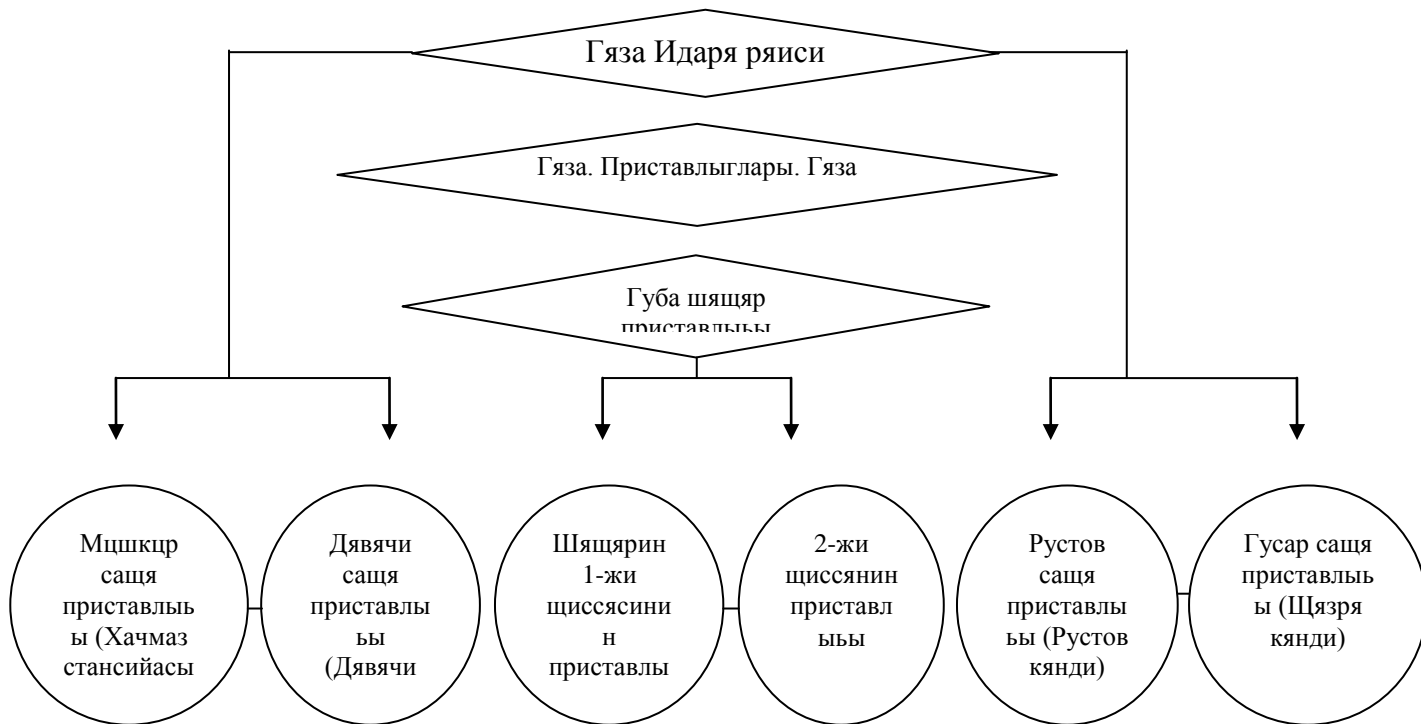 Гяза Идаря ряиси
Гяза. Приставлыглары. Гяза
Губа шящяр
приставлыьы
Мцшкцр
сащя
приставлыь
ы (Хачмаз
стансийасы
Дявячи
сащя
приставлы
ьы
(Дявячи
Шящярин
1-жи
щиссясини
н
приставлы
2-жи
щиссянин
приставл
ыьы
Рустов
сащя
приставлы
ьы (Рустов
кянди)
Гусар сащя
приставлыь
ы (Щязря
кянди)